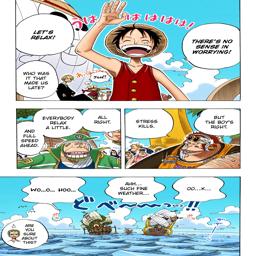 LET'S
RELAX!
THERE'S NO
SENSE IN
WORRYING!
WHO WAS
IT THAT
MADE US
LATE?
BUT
THE BOY'S
RIGHT.
STRESS
KILLS.
ALL
RIGHT.
EVERYBODY
RELAX
A LITTLE.
AND
FULL
SPEED
AHEAD.
WO...O... HOO...
AHH...
SUCH FINE
WEATHER...
OO...K...
ARE
YOU SURE
ABOUT
THIS?